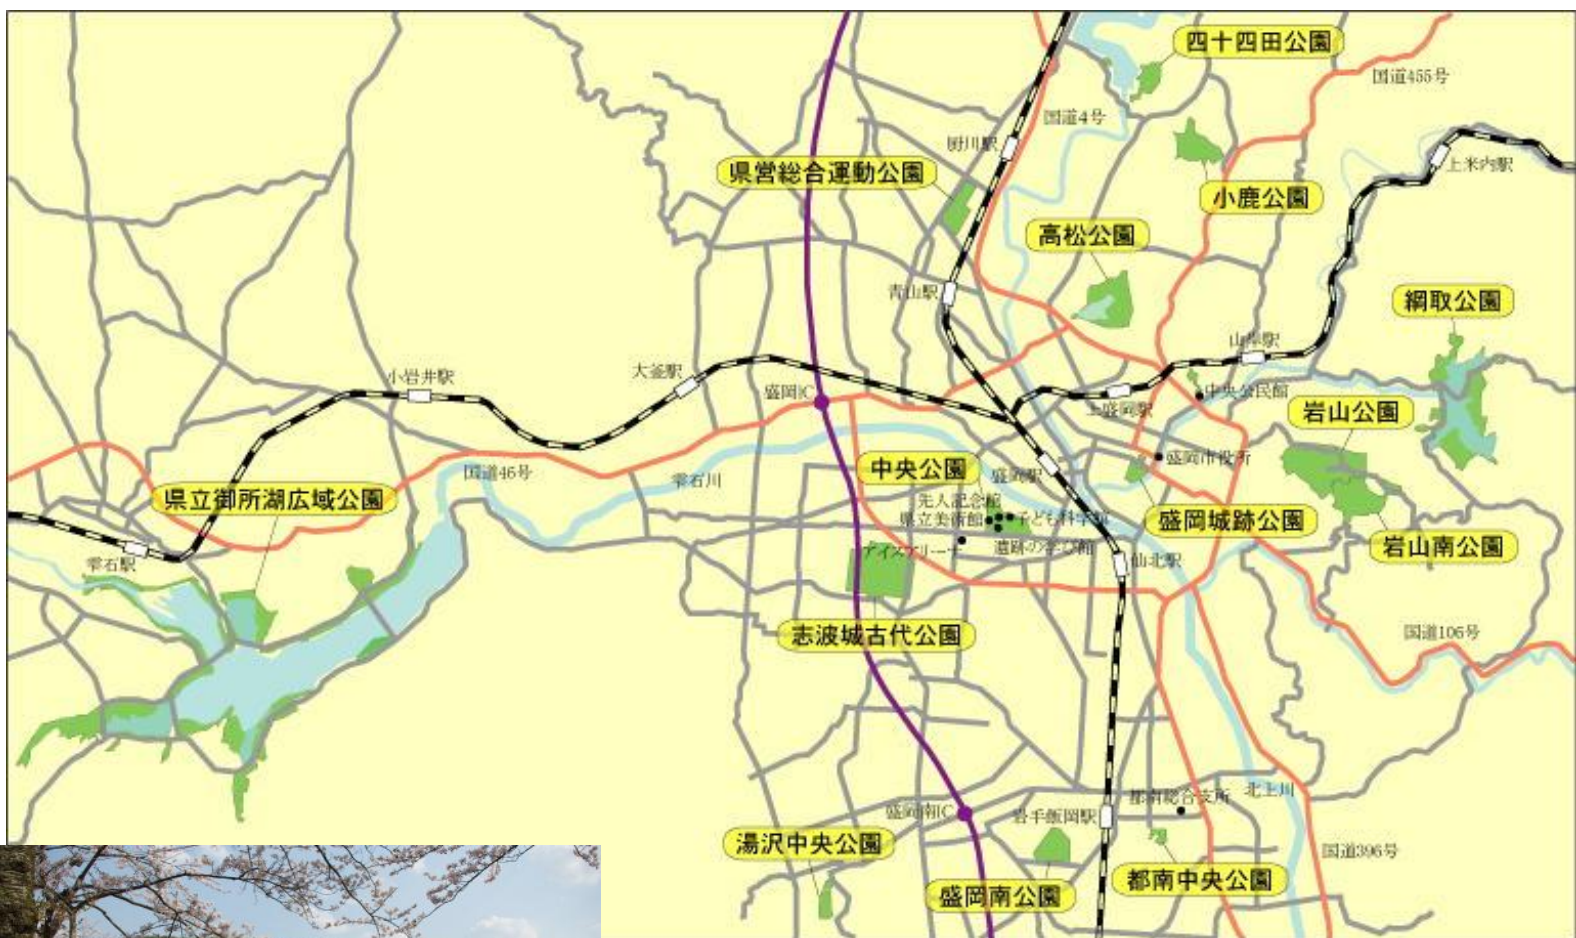 四十四田公園
国道455号
国道4号
厨川駅
上米内駅
県営総合運動公園
小鹿公園
高松公園
青山駅
綱取公園
山岸駅
小岩井駅
大釜駅
盛岡IC
上盛岡駅
中央公民館
岩山公園
国道46号
雫石川
中央公園
盛岡駅
盛岡市役所
県立御所湖広域公園
先人記念館
県立美術館
子ども科学館
盛岡城跡公園
アイスアリーナ
遺跡の学び館
岩山南公園
雫石駅
仙北駅
志波城古代公園
国道106号
盛岡南IC
岩手飯岡駅
都南総合支所
北上川
湯沢中央公園
国道396号
盛岡南公園
都南中央公園